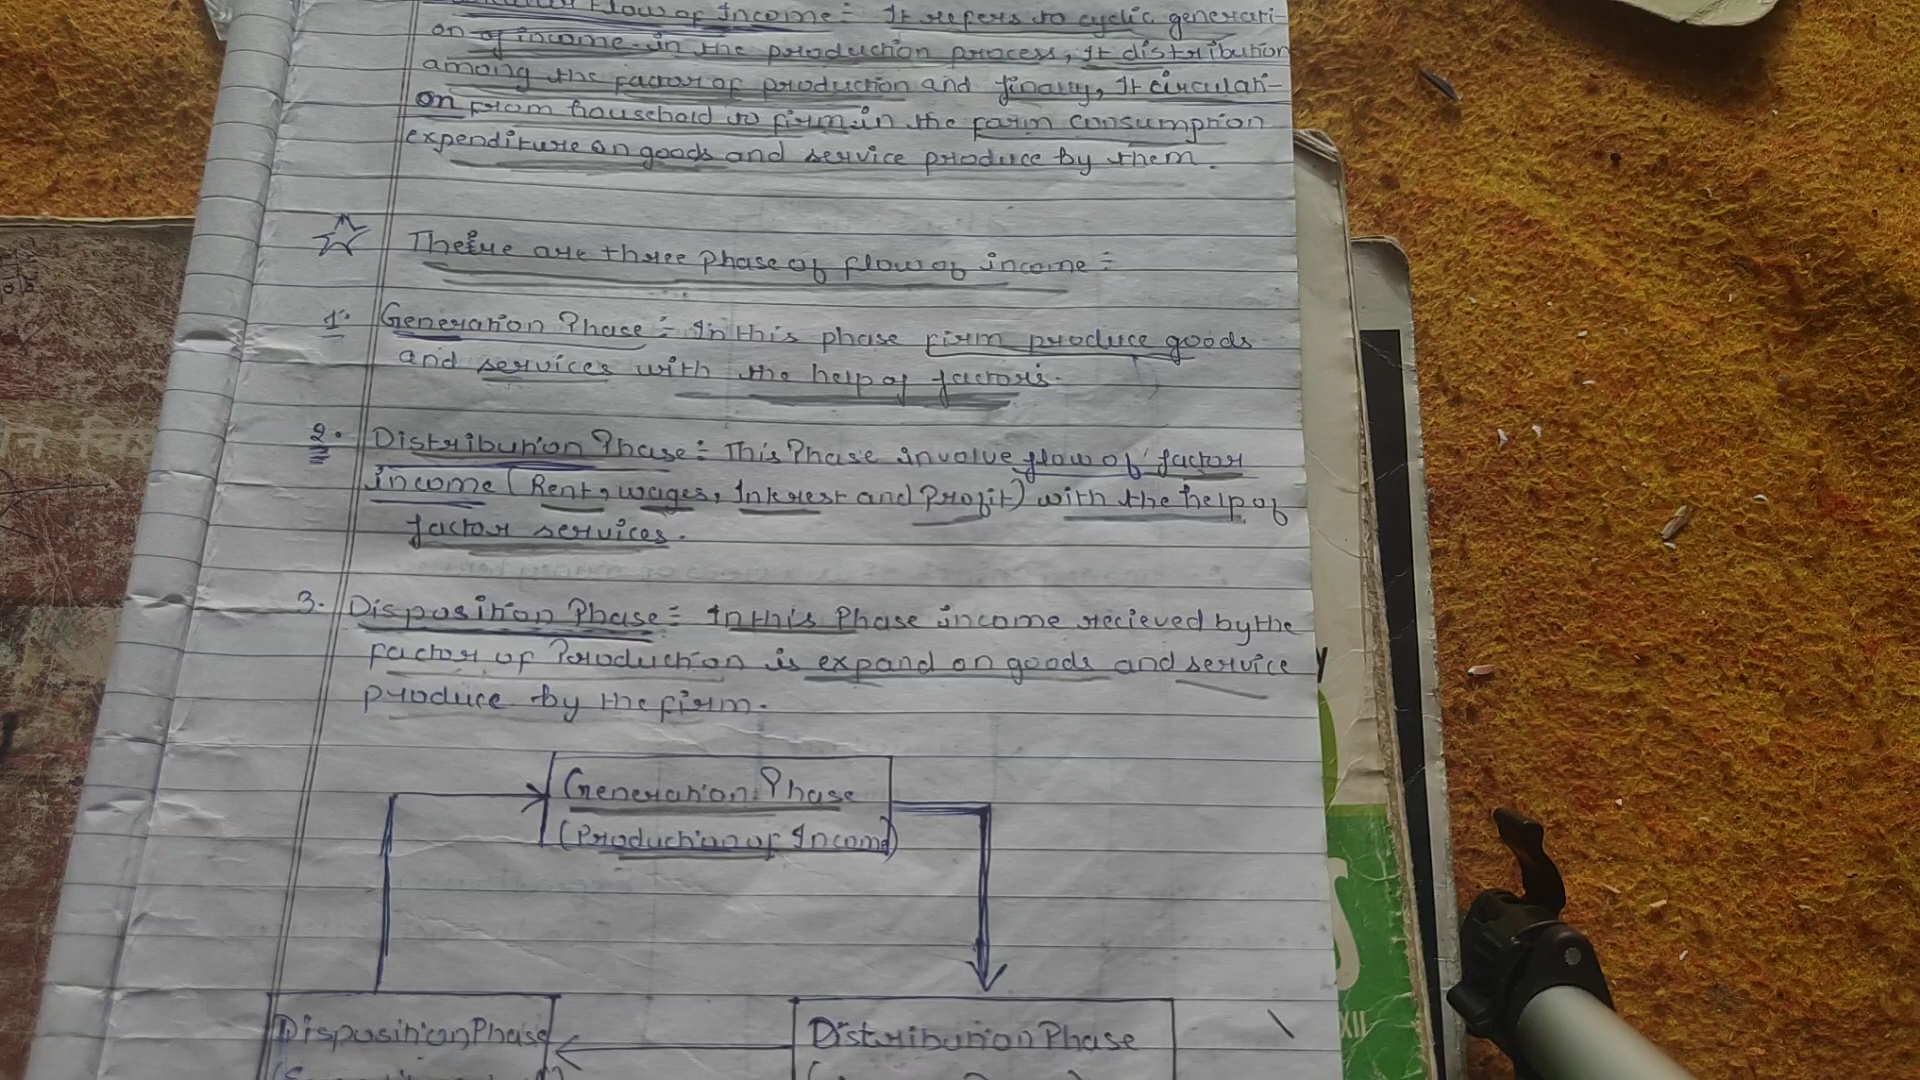 Flow of Income:- It refers to cyclic generati-
on of income in the production process, It distribution
among the factor of production and finally, It circulati-
on from household to firm in the form consumption
expenditure on goods and service produce by them.
There are three Phase of flow of income:-
1. Generation Phase:- In this phase firm produce goods
and services with the help of factors.
2. Distribution Phase:- This Phase involve flow of factor
income (Rent, wages, Interest and Profit) with the help of
factor services.
3. Disposition Phase:- In this Phase income recieved by the
factor of Production is expand on goods and service
produce by the firm.
Generation Phase
(Production of Income)
Disposition Phase
Distribution Phase
XII